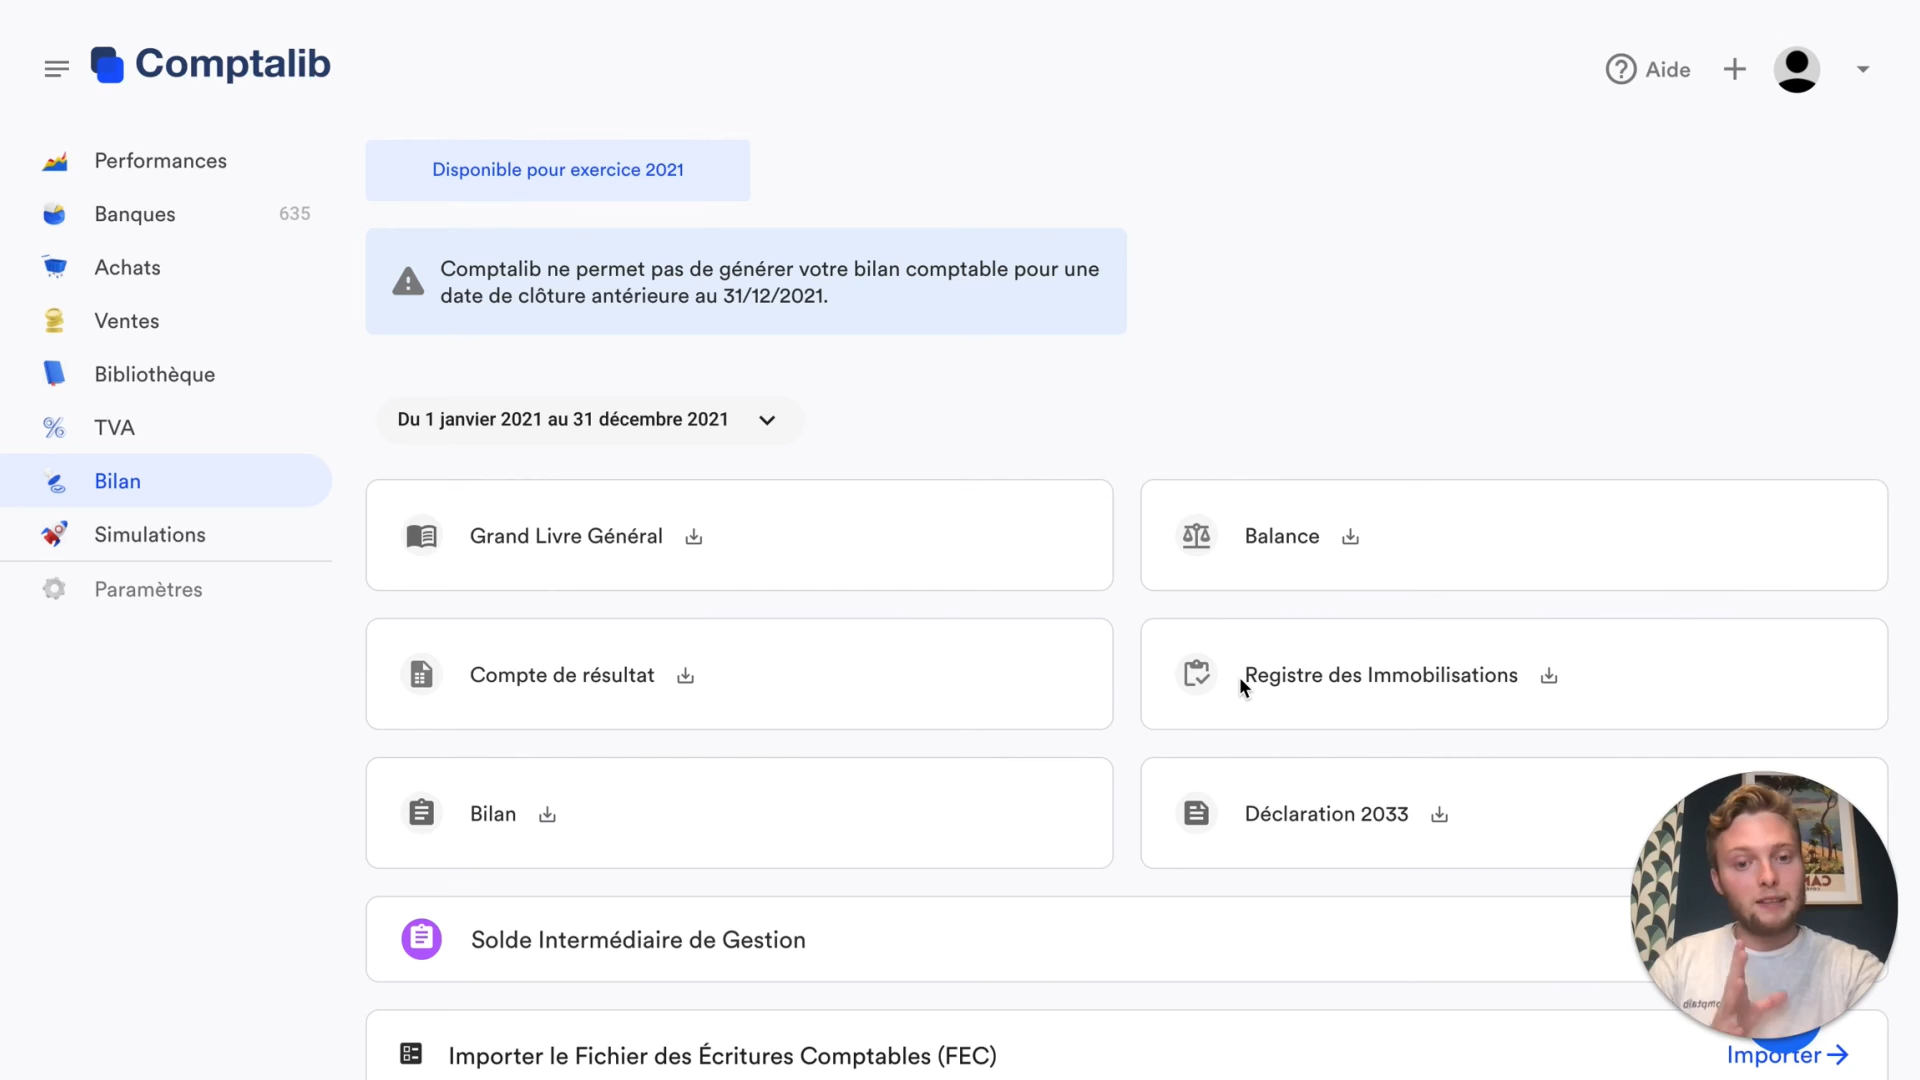 Comptalib
Aide
Performances
Banques 635
Achats
Ventes
Bibliothèque
TVA
Bilan
Simulations
Paramètres
Disponible pour exercice 2021
Comptalib ne permet pas de générer votre bilan comptable pour une
date de clôture antérieure au 31/12/2021.
Du 1 janvier 2021 au 31 décembre 2021
Grand Livre Général
Balance
Compte de résultat
Registre des Immobilisations
Bilan
Déclaration 2033
Solde Intermédiaire de Gestion
Importer le Fichier des Écritures Comptables (FEC)
Importer